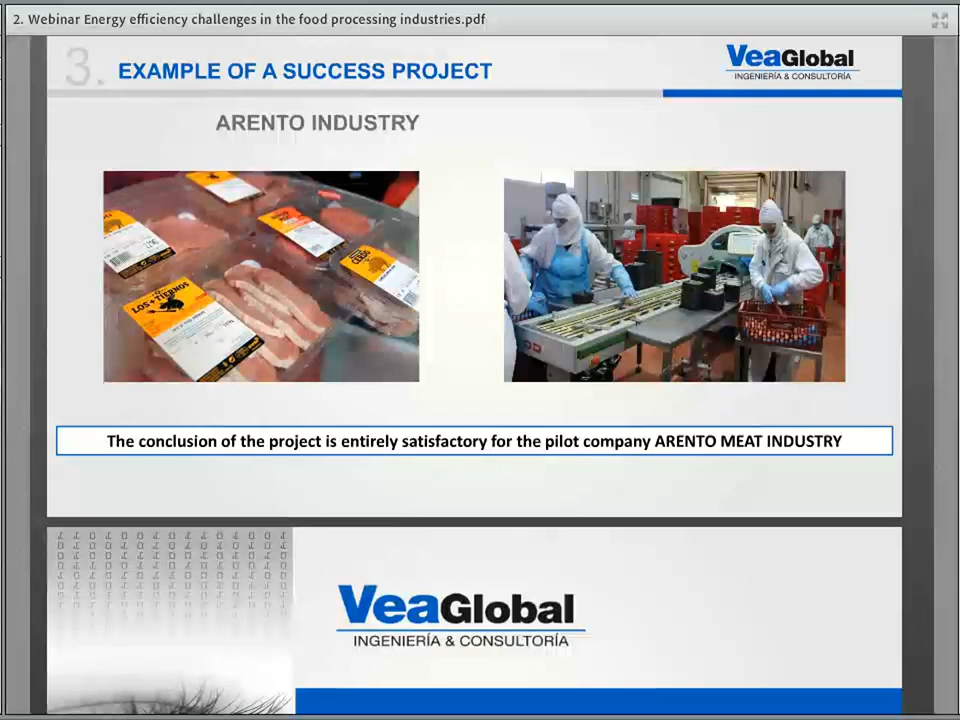 2. Webinar Energy efficiency challenges in the food processing industries.pdf
3. EXAMPLE OF A SUCCESS PROJECT
VeaGlobal
INGENIERÍA & CONSULTORÍA
ARENTO INDUSTRY
CERDO
LOS + TIERNOS
The conclusion of the project is entirely satisfactory for the pilot company ARENTO MEAT INDUSTRY
VeaGlobal
INGENIERÍA & CONSULTORÍA